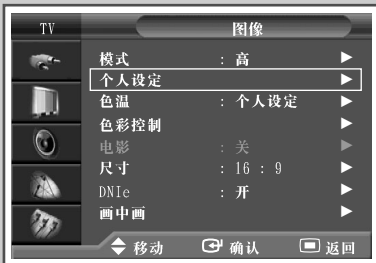 TV 图像
模式 : 高
个人设定
色温 : 个人设定
色彩控制
电影 : 关
尺寸 : 16 : 9
DNIe : 开
画中画
移动 确认 返回